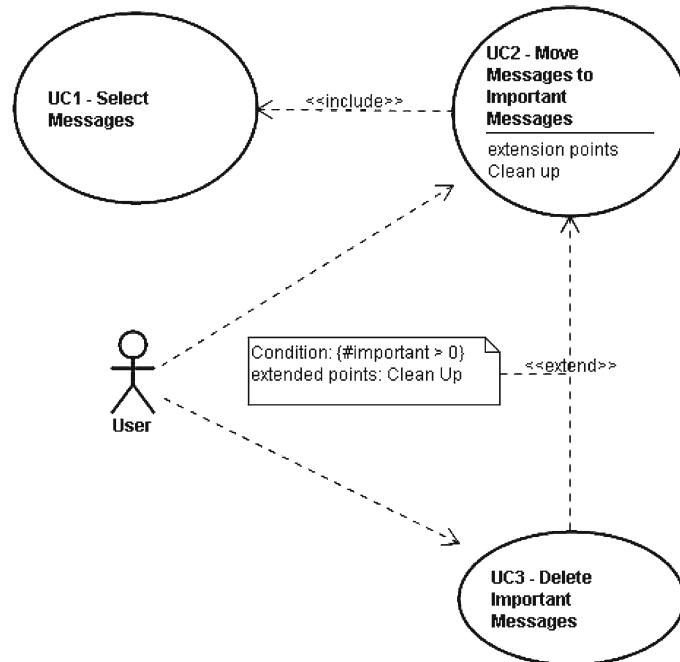 UC1 - Select
Messages
<<include>>
UC2 - Move
Messages to
Important
Messages
extension points
Clean up
Condition: {#important > 0}
extended points: Clean Up
<<extend>>
User
UC3 - Delete
Important
Messages